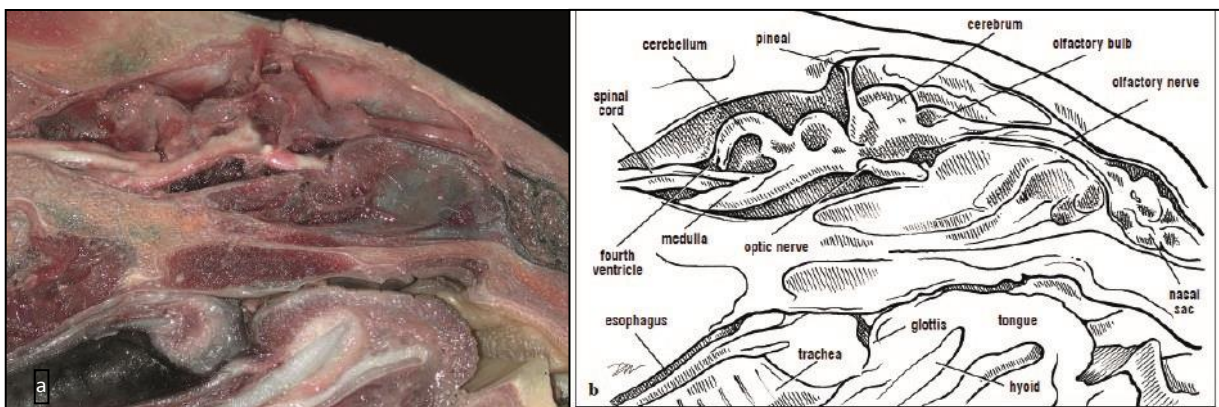 cerebrum
pineal
cerebellum
olfactory bulb
olfactory nerve
spinal
cord
fourth
ventricle
medulla
optic nerve
nacal
sac
esophagus
trachea
glottis
tongue
hyoid
a
b